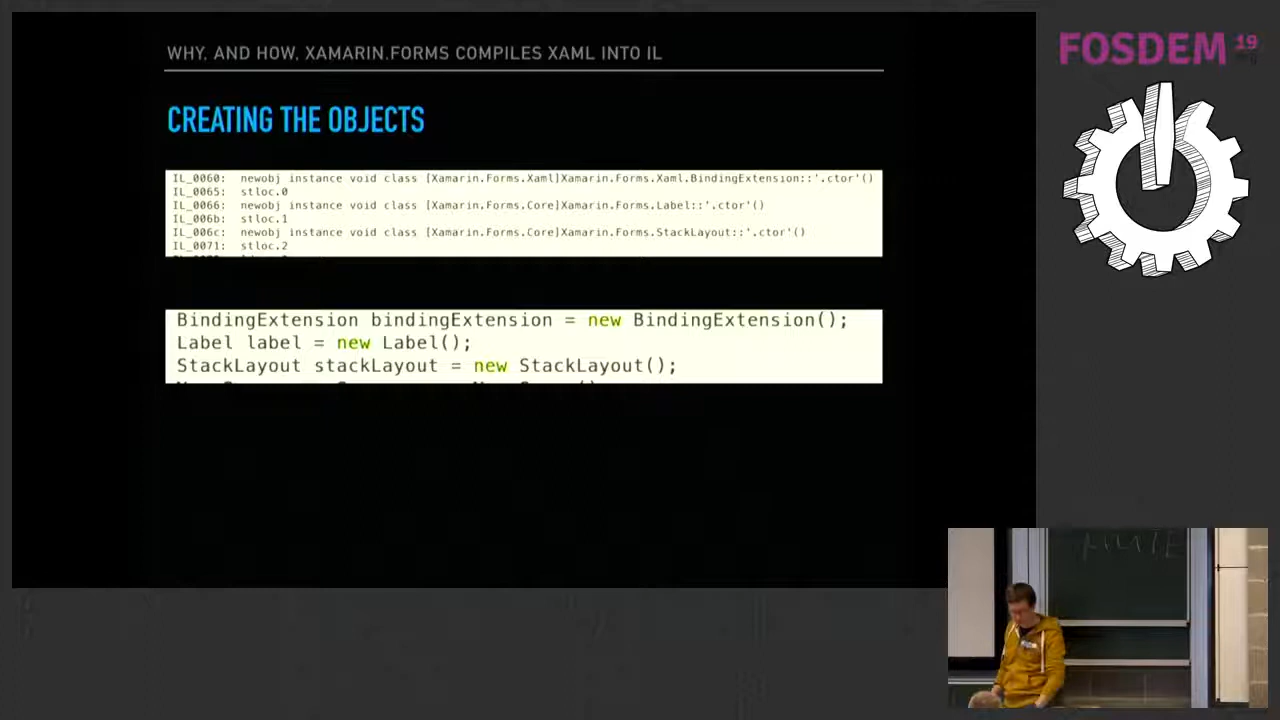 WHY, AND HOW, XAMARIN.FORMS COMPILES XAML INTO IL
FOSDEM 19
CREATING THE OBJECTS
IL_0060: newobj instance void class [Xamarin.Forms.Xaml]Xamarin.Forms.Xaml.BindingExtension::'.ctor'()
IL_0065: stloc.0
IL_0066: newobj instance void class [Xamarin.Forms.Core]Xamarin.Forms.Label::'.ctor'()
IL_006b: stloc.1
IL_006c: newobj instance void class [Xamarin.Forms.Core]Xamarin.Forms.StackLayout::'.ctor'()
IL_0071: stloc.2
BindingExtension bindingExtension = new BindingExtension();
Label label = new Label();
StackLayout stackLayout = new StackLayout();